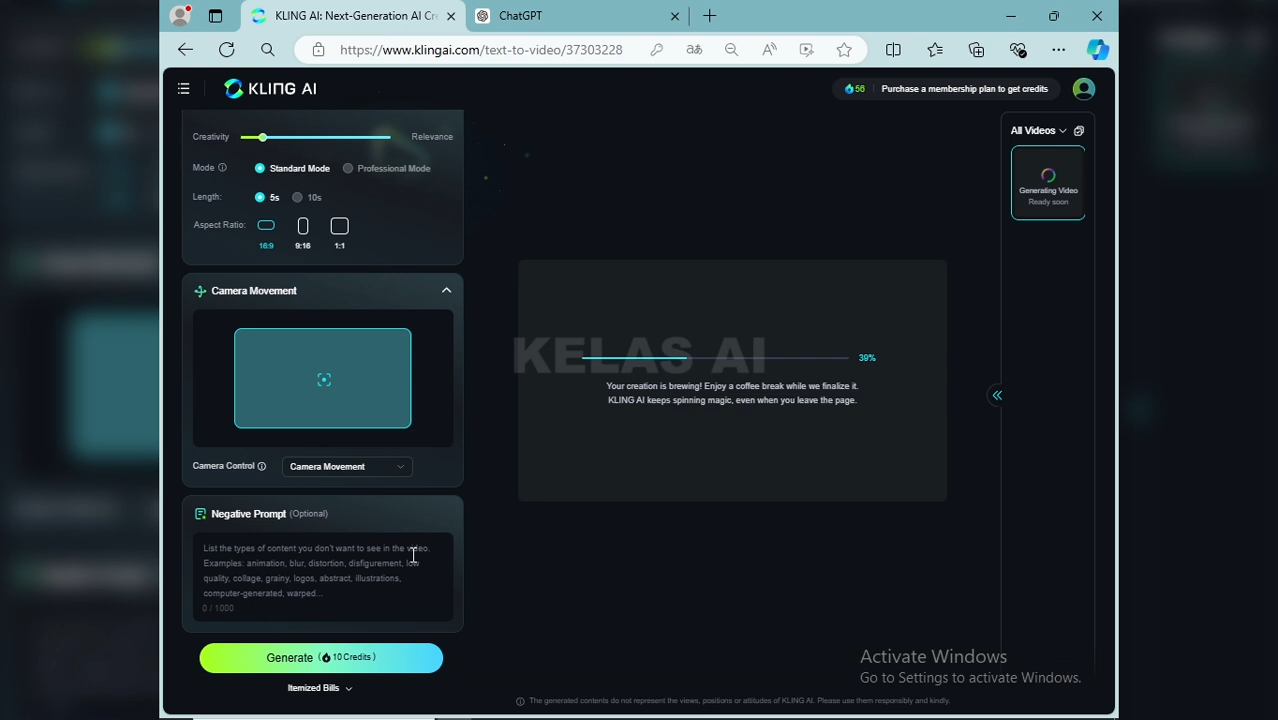 KLING AI: Next-Generation AI Cre
ChatGPT
https://www.klingai.com/text-to-video/37303228
KLING AI
56
Purchase a membership plan to get credits
Creativity
Relevance
Mode
Standard Mode
Professional Mode
Length:
5s
10s
Aspect Ratio:
16:9
9:16
1:1
Camera Movement
Camera Control
Camera Movement
Negative Prompt (Optional)
List the types of content you don't want to see in the video.
Examples: animation, blur, distortion, disfigurement, low
quality, collage, grainy, logos, abstract, illustrations,
computer-generated, warped...
0 / 1000
Generate ( 10 Credits )
Itemized Bills
KELAS AI
39%
Your creation is brewing! Enjoy a coffee break while we finalize it.
KLING AI keeps spinning magic, even when you leave the page.
All Videos
Generating Video
Ready soon
Activate Windows
Go to Settings to activate Windows.
The generated contents do not represent the views, positions or attitudes of KLING AI. Please use them responsibly and kindly.